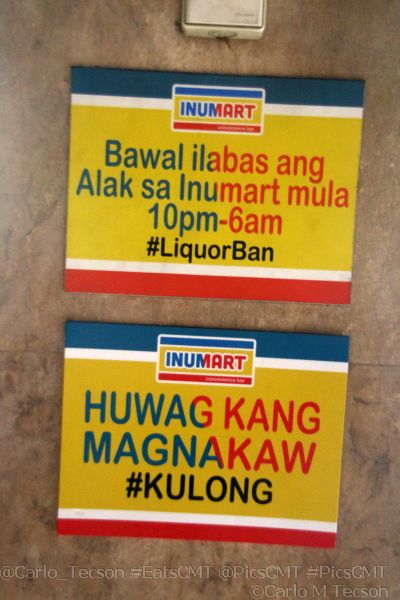 INUMART
convenience bar
Bawal ilabas ang
Alak sa Inumart mula
10pm-6am
#LiquorBan
INUMART
convenience bar
HUWAG KANG
MAGNAKAW
#KULONG
@Carlo_Tecson #EatsCMT @PicsCMT #PicsCMT
©Carlo M Tecson